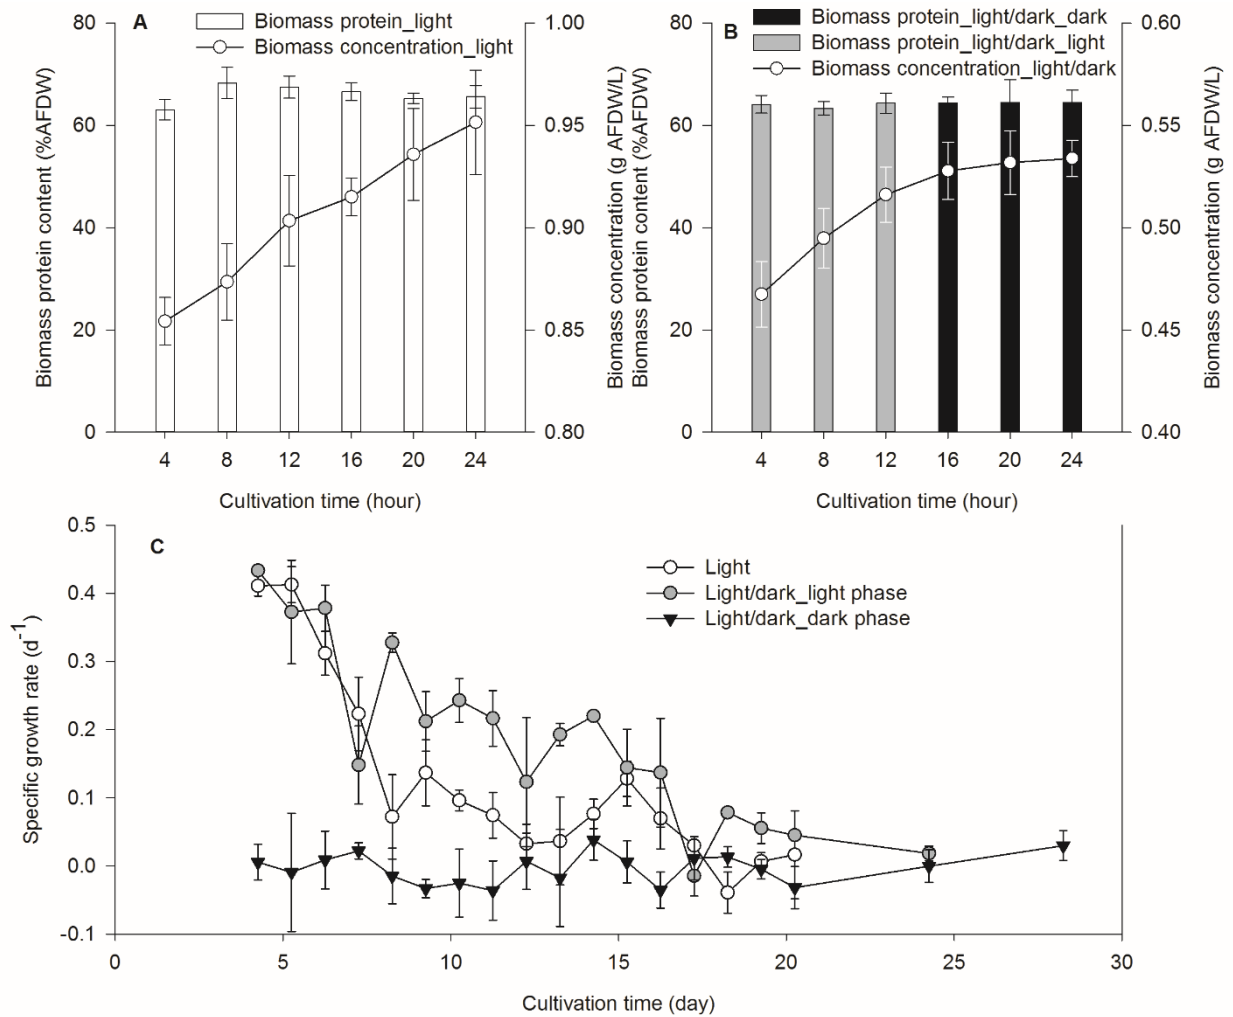 A
Biomass protein_light
Biomass concentration_light
80
60
40
20
0
Biomass protein content (%AFDW)
1.00
0.95
0.90
0.85
0.80
Biomass concentration (g AFDW/L)
4 8 12 16 20 24
Cultivation time (hour)
B
Biomass protein_light/dark_dark
Biomass protein_light/dark_light
Biomass concentration_light/dark
80
60
40
20
0
Biomass protein content (%AFDW)
0.60
0.55
0.50
0.45
0.40
Biomass concentration (g AFDW/L)
4 8 12 16 20 24
Cultivation time (hour)
C
Light
Light/dark_light phase
Light/dark_dark phase
0.5
0.4
0.3
0.2
0.1
0.0
-0.1
Specific growth rate (d⁻¹)
0 5 10 15 20 25 30
Cultivation time (day)